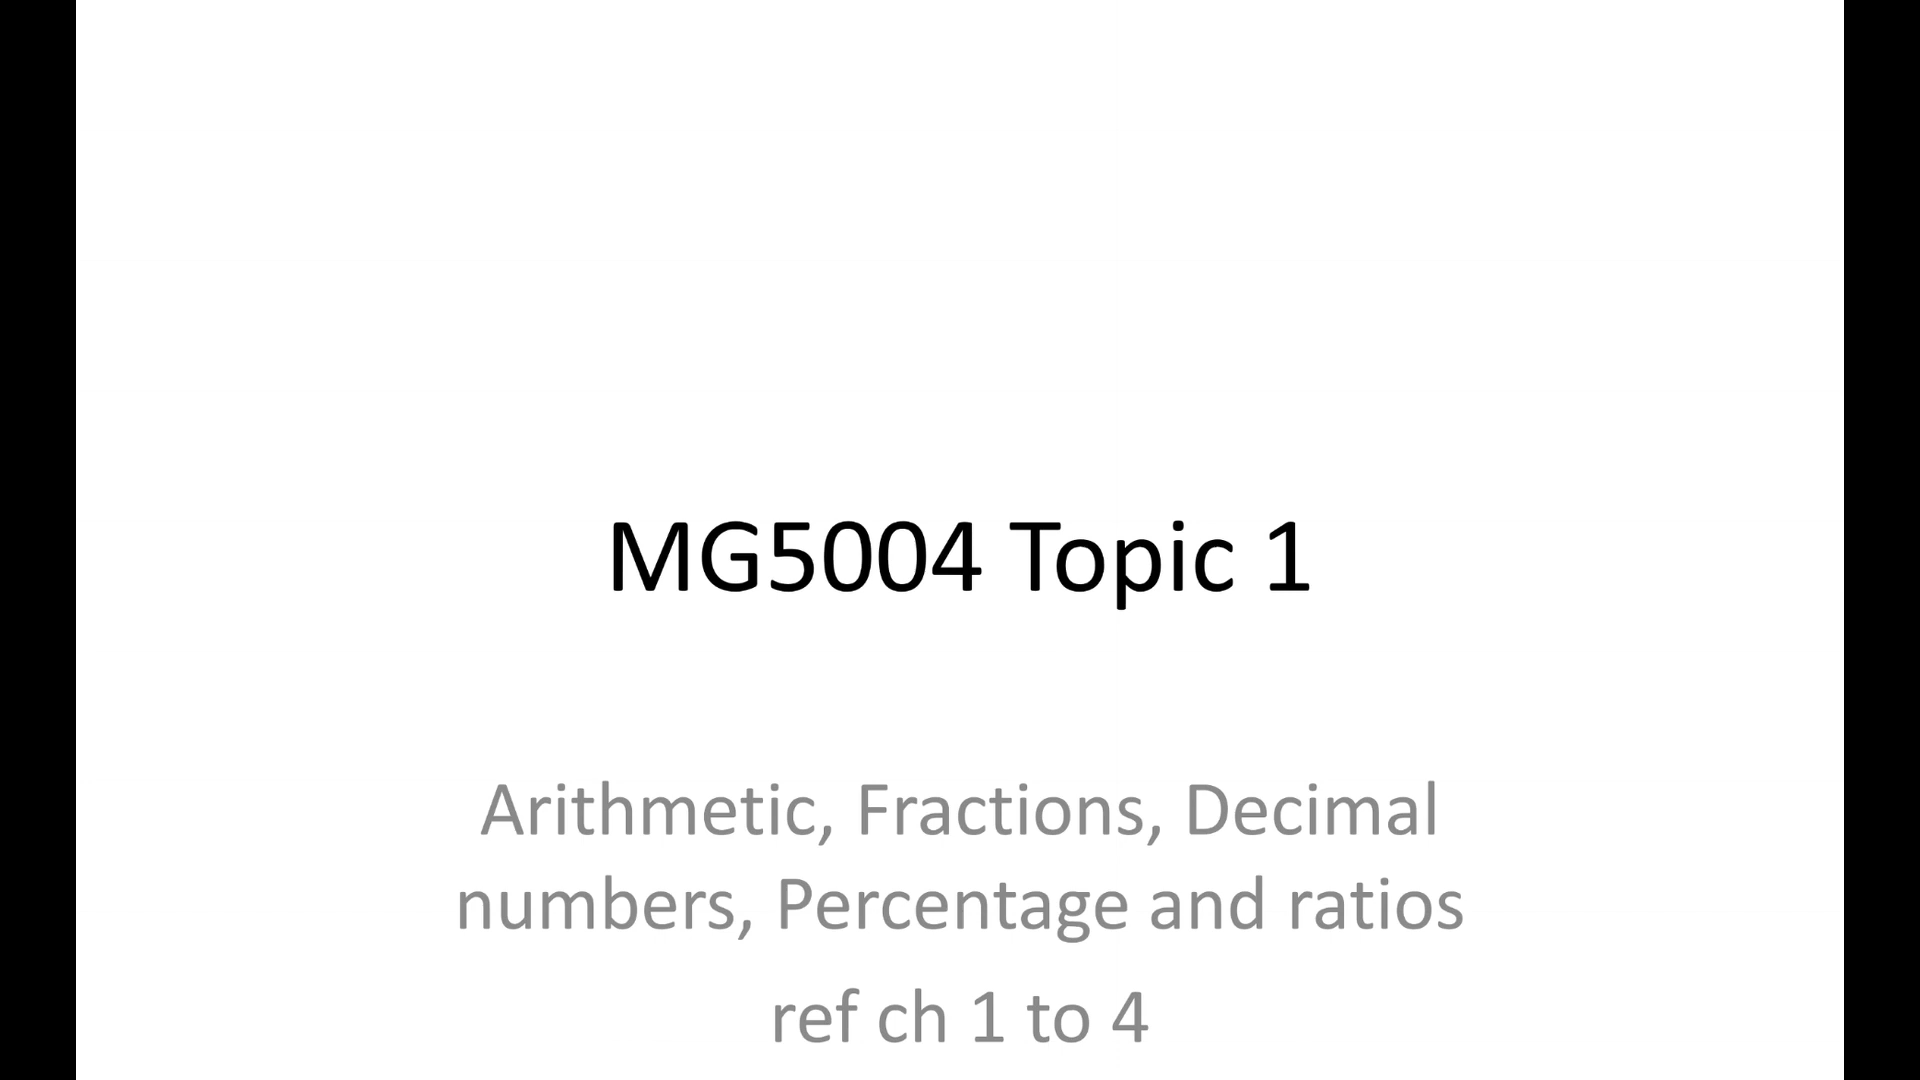 MG5004 Topic 1
Arithmetic, Fractions, Decimal
numbers, Percentage and ratios
ref ch 1 to 4